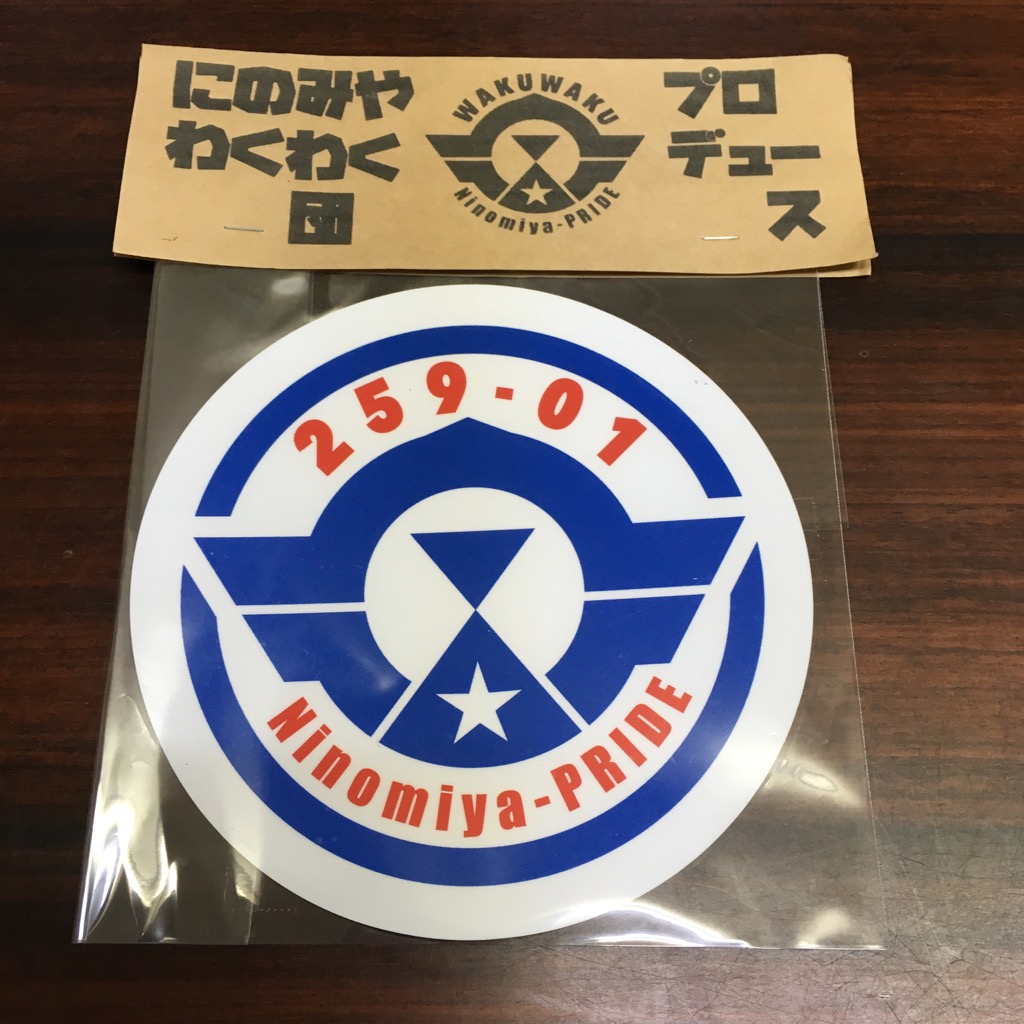 にのみや
わくわく
団
WAKUWAKU
Ninomiya-PRIDE
プロ
デュー
ス
259-01
Ninomiya-PRIDE